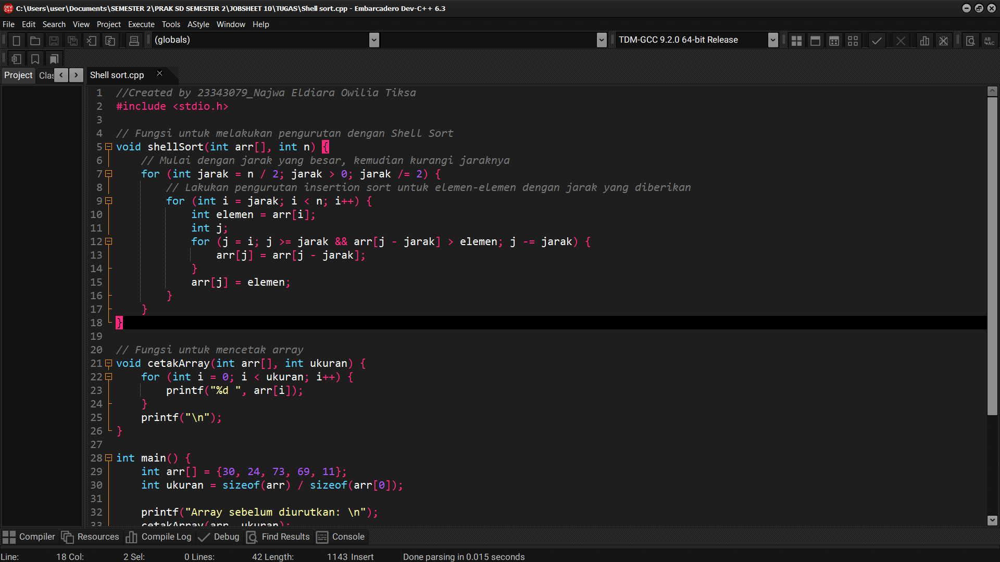 C:\Users\user\Documents\SEMESTER 2\PRAK SD SEMESTER 2\JOBSHEET 10\TUGAS\Shell sort.cpp - Embarcadero Dev-C++ 6.3
File Edit Search View Project Execute Tools AStyle Window Help
(globals) TDM-GCC 9.2.0 64-bit Release
Project Clas Shell sort.cpp
1 //Created by 23343079_Najwa Eldiara Owilia Tiksa
2 #include <stdio.h>
3
4 // Fungsi untuk melakukan pengurutan dengan Shell Sort
5 void shellSort(int arr[], int n) {
6     // Mulai dengan jarak yang besar, kemudian kurangi jaraknya
7     for (int jarak = n / 2; jarak > 0; jarak /= 2) {
8         // Lakukan pengurutan insertion sort untuk elemen-elemen dengan jarak yang diberikan
9         for (int i = jarak; i < n; i++) {
10             int elemen = arr[i];
11             int j;
12             for (j = i; j >= jarak && arr[j - jarak] > elemen; j -= jarak) {
13                 arr[j] = arr[j - jarak];
14             }
15             arr[j] = elemen;
16         }
17     }
18 }
19
20 // Fungsi untuk mencetak array
21 void cetakArray(int arr[], int ukuran) {
22     for (int i = 0; i < ukuran; i++) {
23         printf("%d ", arr[i]);
24     }
25     printf("\n");
26 }
27
28 int main() {
29     int arr[] = {30, 24, 73, 69, 11};
30     int ukuran = sizeof(arr) / sizeof(arr[0]);
31
32     printf("Array sebelum diurutkan: \n");
33     cetakArray(arr, ukuran);
Compiler Resources Compile Log Debug Find Results Console
Line: 18 Col: 2 Sel: 0 Lines: 42 Length: 1143 Insert Done parsing in 0.015 seconds